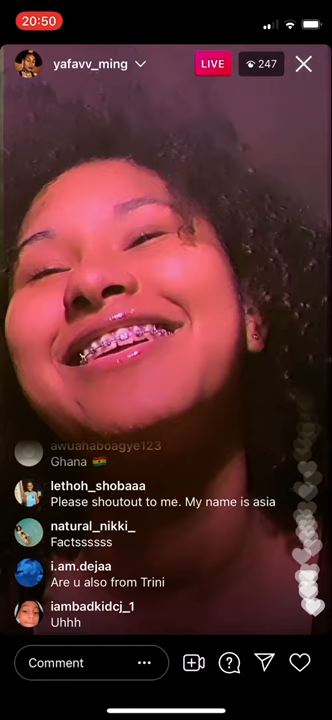 20:50
yafavv_ming
LIVE
247
awuahaboagye123
Ghana 🇬🇭
lethoh_shobaaa
Please shoutout to me. My name is asia
natural_nikki_
Factssssss
i.am.dejaa
Are u also from Trini
iambadkidcj_1
Uhhh
Comment